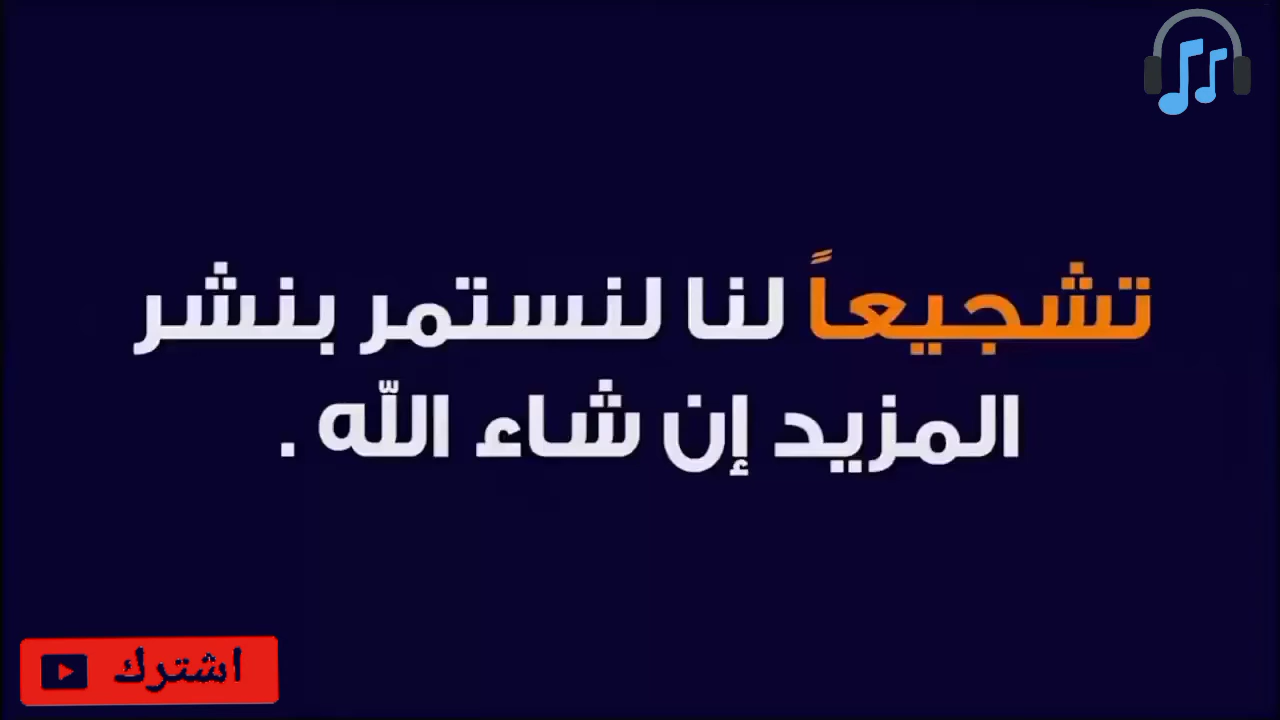 تشجيعاً لنا لنستمر بنشر
المزيد إن شاء الله .
اشترك